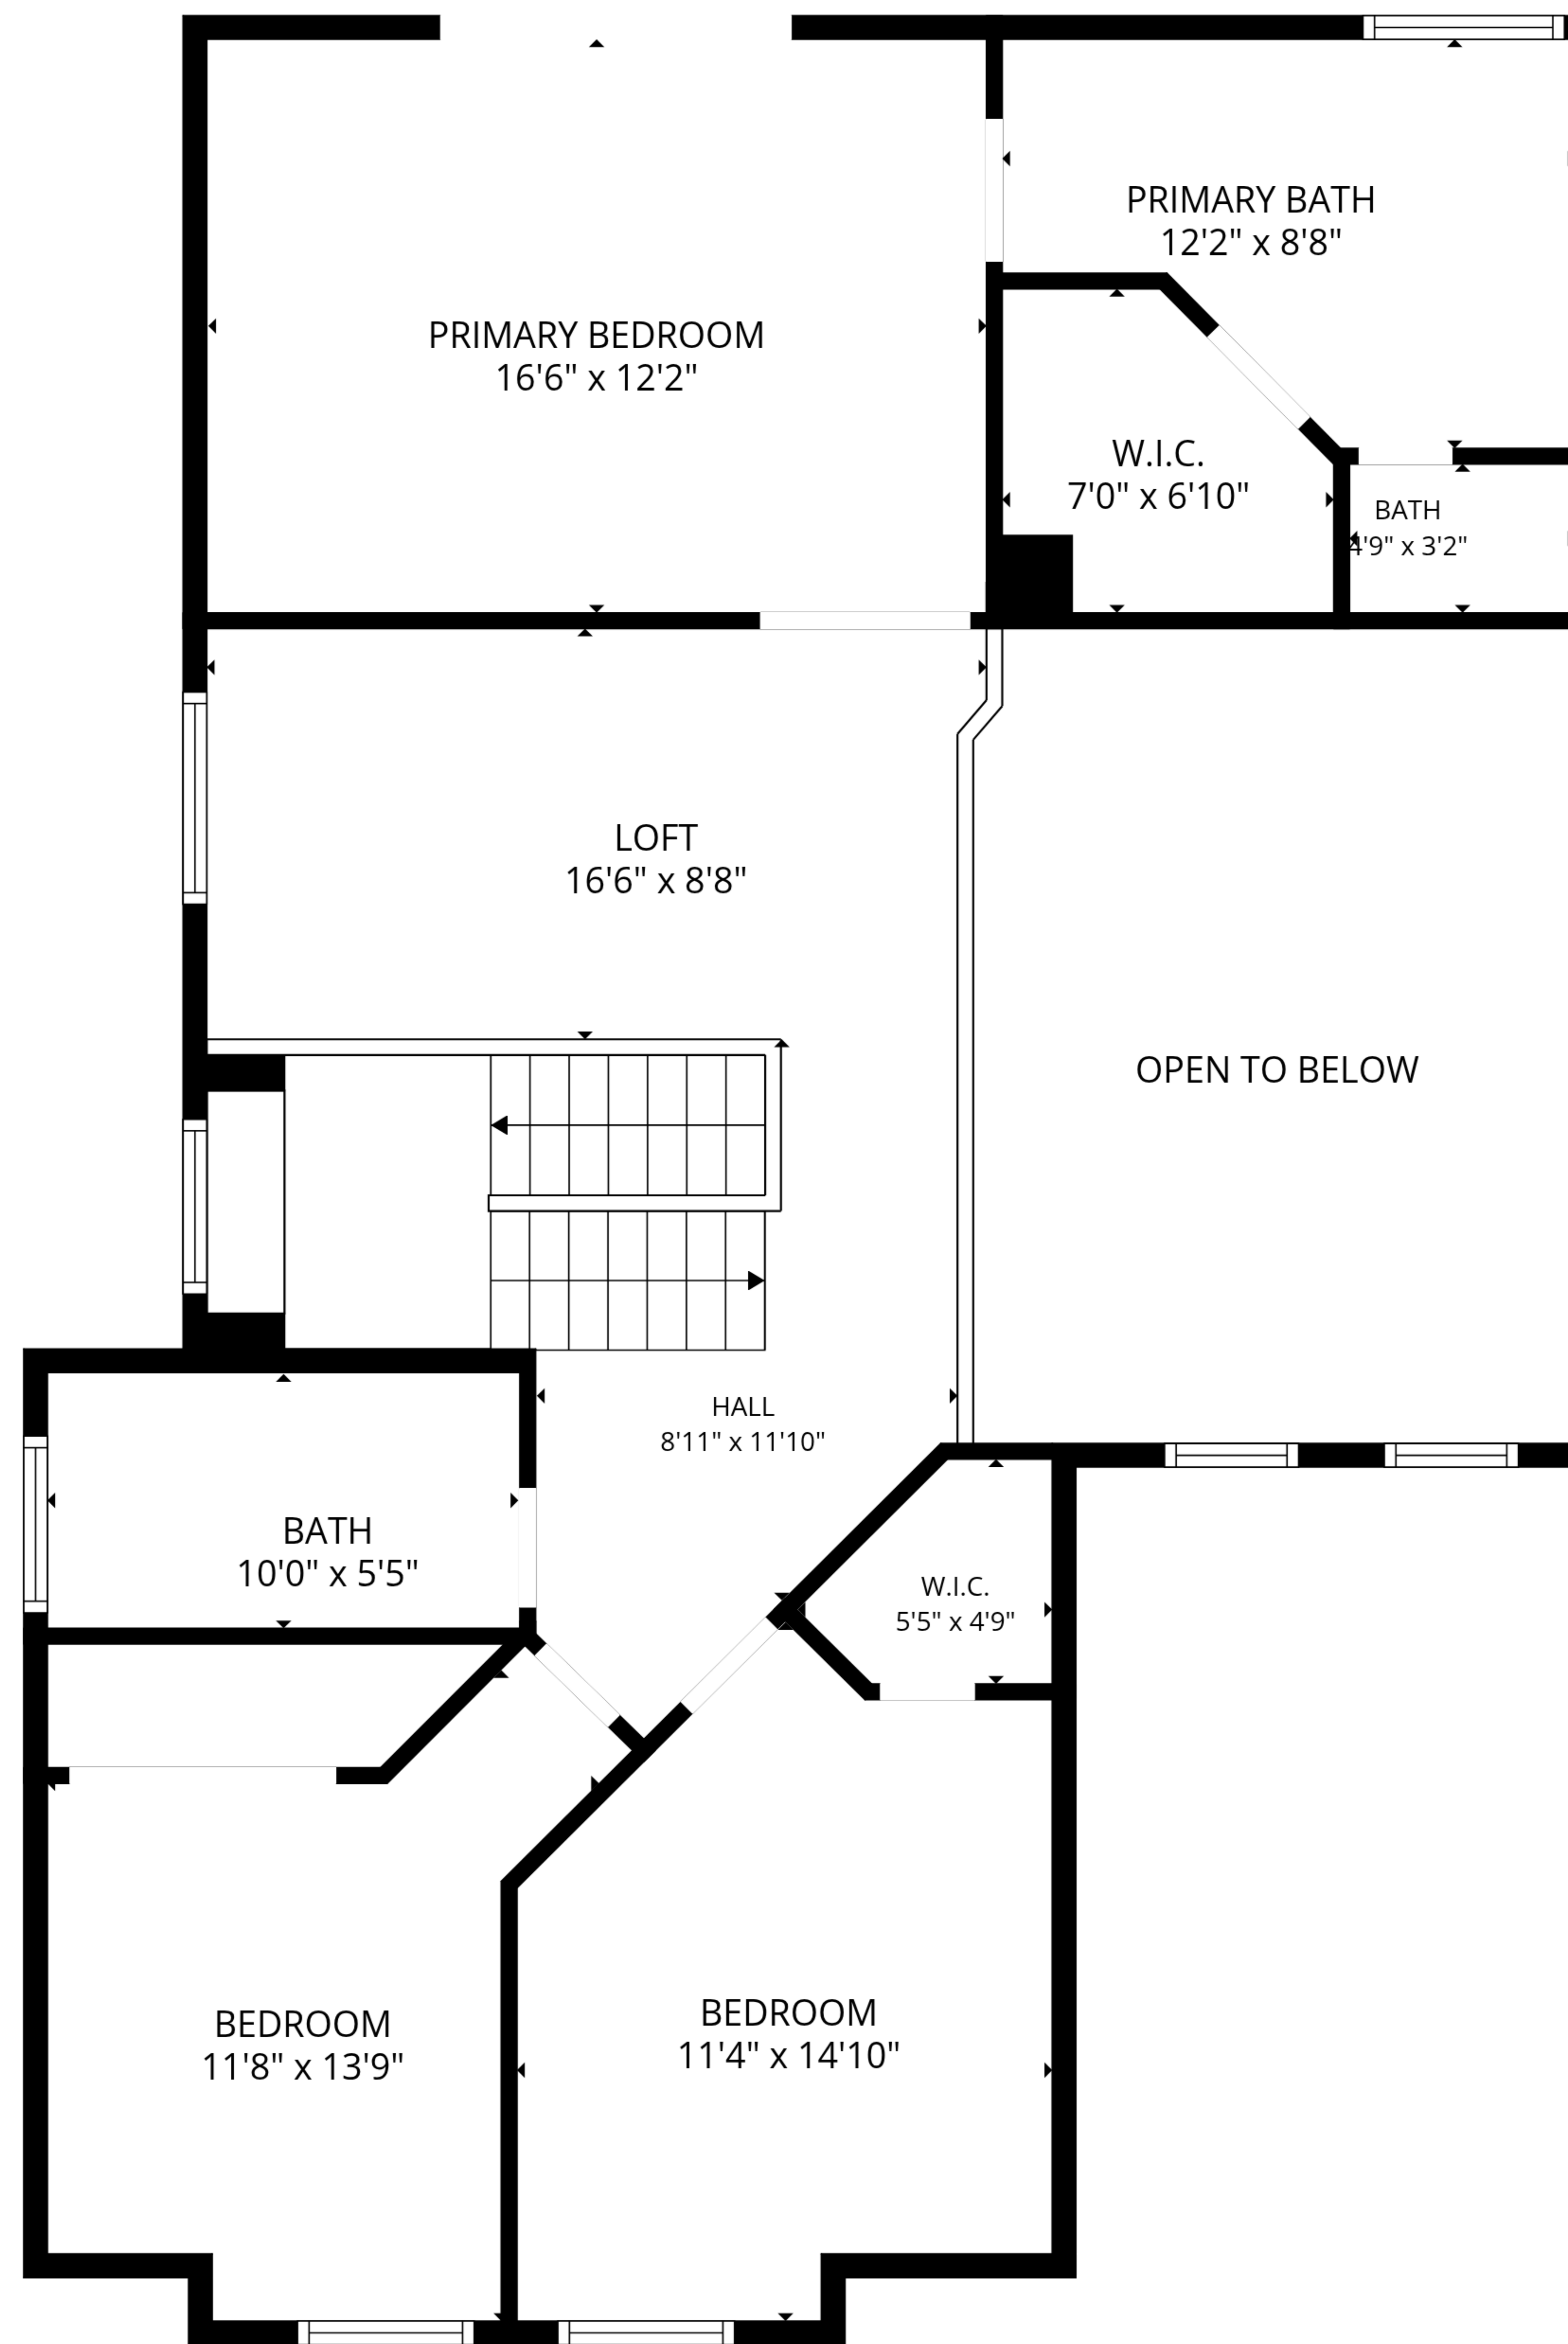 PRIMARY BATH
12'2" x 8'8"
PRIMARY BEDROOM
16'6" x 12'2"
W.I.C.
7'0" x 6'10"
BATH
4'9" x 3'2"
LOFT
16'6" x 8'8"
OPEN TO BELOW
HALL
8'11" x 11'10"
BATH
10'0" x 5'5"
W.I.C.
5'5" x 4'9"
BEDROOM
11'8" x 13'9"
BEDROOM
11'4" x 14'10"